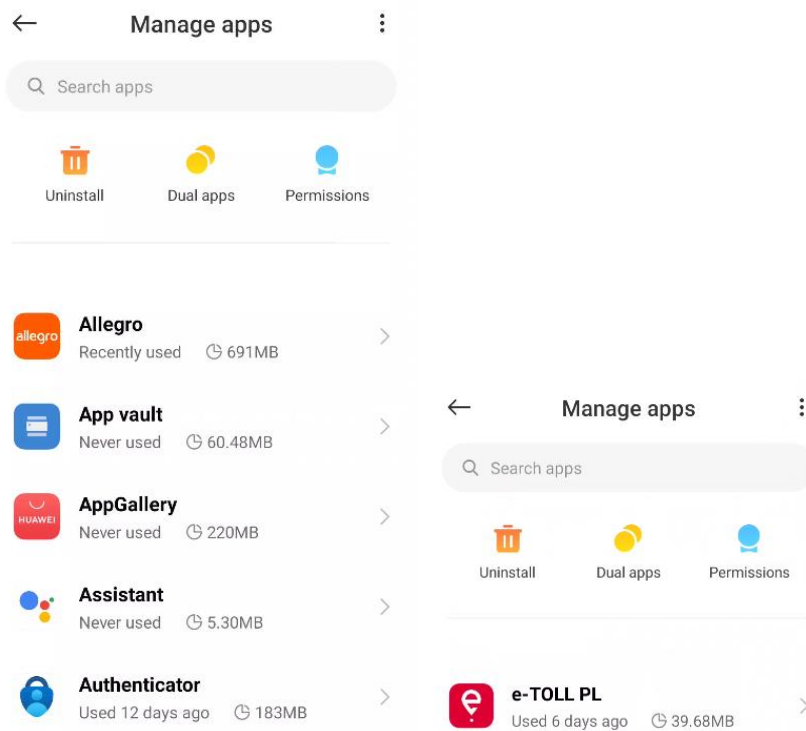 Manage apps
Search apps
Uninstall Dual apps Permissions
allegro
Allegro
Recently used 691MB
App vault
Never used 60.48MB
HUAWEI
AppGallery
Never used 220MB
Assistant
Never used 5.30MB
Authenticator
Used 12 days ago 183MB
Manage apps
Search apps
Uninstall Dual apps Permissions
e-TOLL PL
Used 6 days ago 39.68MB